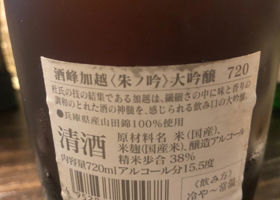 酒峰加越〈朱ノ吟〉大吟醸 720
杜氏の技の結集である加越は、繊細さの中に味と香りの
調和のとれた酒の神髄を、感じられる飲み口の大吟醸。
●兵庫県産山田錦100%使用
清酒
原材料名 米(国産)、
米麹(国産米)、醸造アルコール
精米歩合 38%
内容量720ml アルコール分15.5度
〈飲み方〉
冷や〜常温